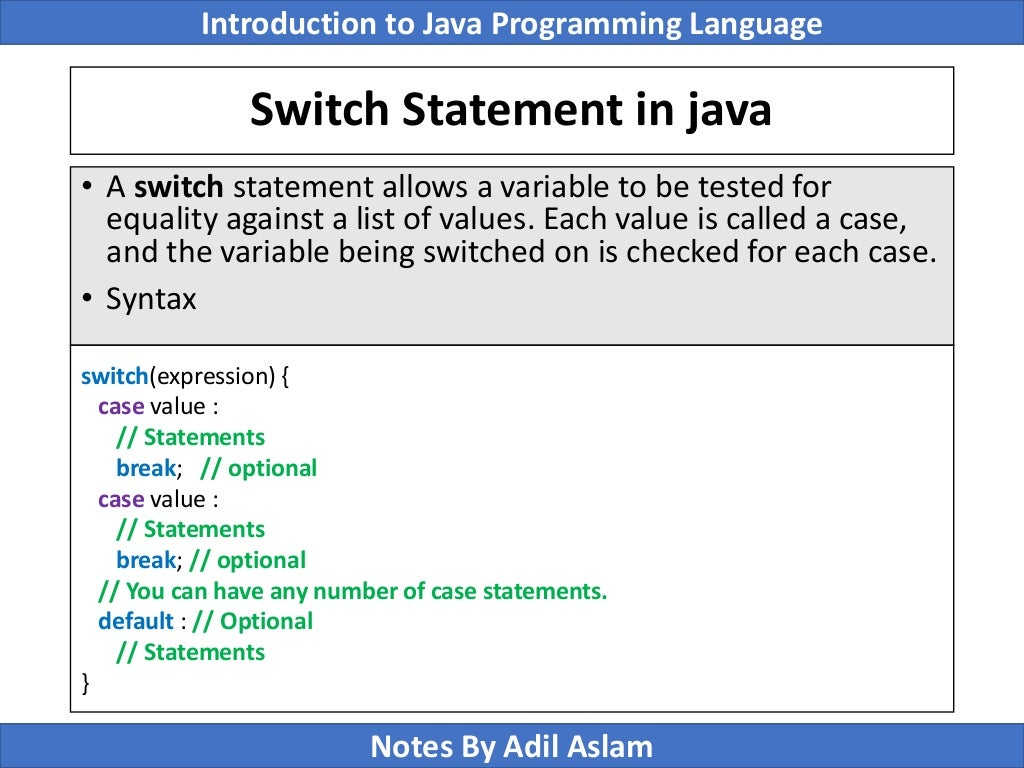 Introduction to Java Programming Language
Switch Statement in java
• A switch statement allows a variable to be tested for
equality against a list of values. Each value is called a case,
and the variable being switched on is checked for each case.
• Syntax
switch(expression) {
case value :
// Statements
break; // optional
case value :
// Statements
break; // optional
// You can have any number of case statements.
default : // Optional
// Statements
}
Notes By Adil Aslam